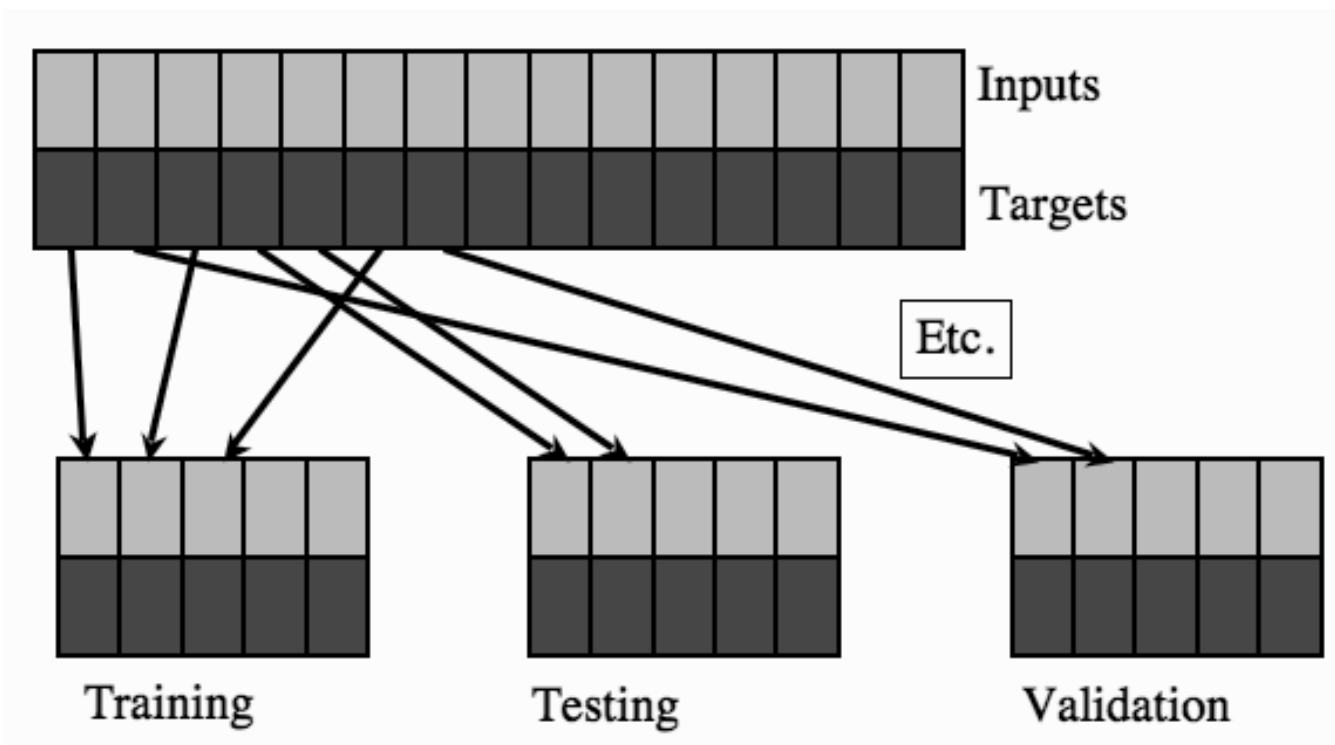 Inputs
Targets
Etc.
Training
Testing
Validation